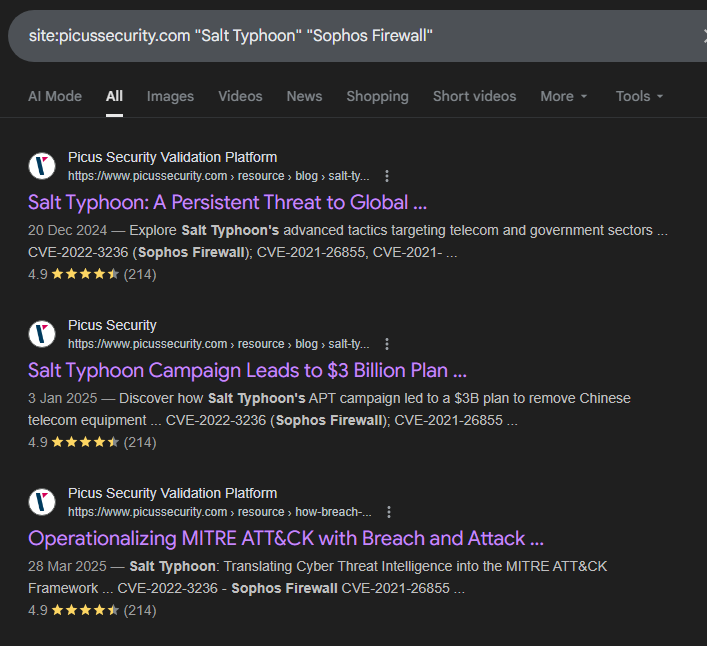 site:picussecurity.com "Salt Typhoon" "Sophos Firewall"
AI Mode All Images Videos News Shopping Short videos More Tools
Picus Security Validation Platform
https://www.picussecurity.com › resource › blog › salt-ty...
Salt Typhoon: A Persistent Threat to Global ...
20 Dec 2024 — Explore Salt Typhoon's advanced tactics targeting telecom and government sectors ...
CVE-2022-3236 (Sophos Firewall); CVE-2021-26855, CVE-2021- ...
4.9 (214)
Picus Security
https://www.picussecurity.com › resource › blog › salt-ty...
Salt Typhoon Campaign Leads to $3 Billion Plan ...
3 Jan 2025 — Discover how Salt Typhoon's APT campaign led to a $3B plan to remove Chinese
telecom equipment ... CVE-2022-3236 (Sophos Firewall); CVE-2021-26855 ...
4.9 (214)
Picus Security Validation Platform
https://www.picussecurity.com › resource › how-breach-...
Operationalizing MITRE ATT&CK with Breach and Attack ...
28 Mar 2025 — Salt Typhoon: Translating Cyber Threat Intelligence into the MITRE ATT&CK
Framework ... CVE-2022-3236 - Sophos Firewall CVE-2021-26855 ...
4.9 (214)